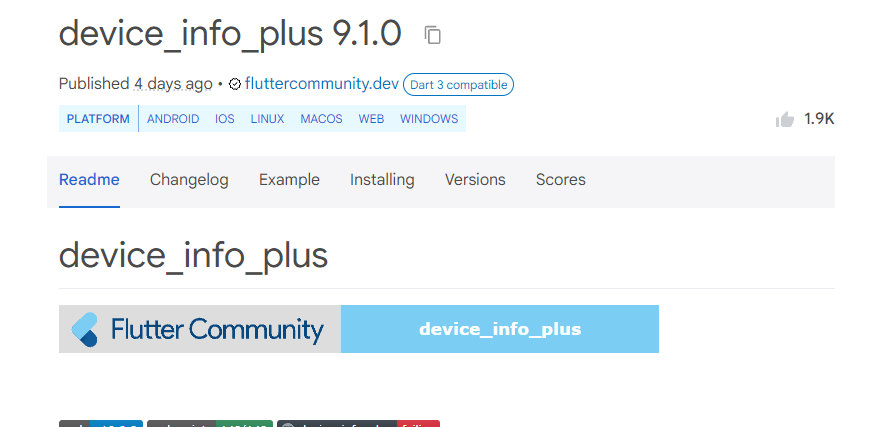 device_info_plus 9.1.0
Published 4 days ago • fluttercommunity.dev Dart 3 compatible
PLATFORM ANDROID IOS LINUX MACOS WEB WINDOWS 1.9K
Readme Changelog Example Installing Versions Scores
device_info_plus
Flutter Community device_info_plus